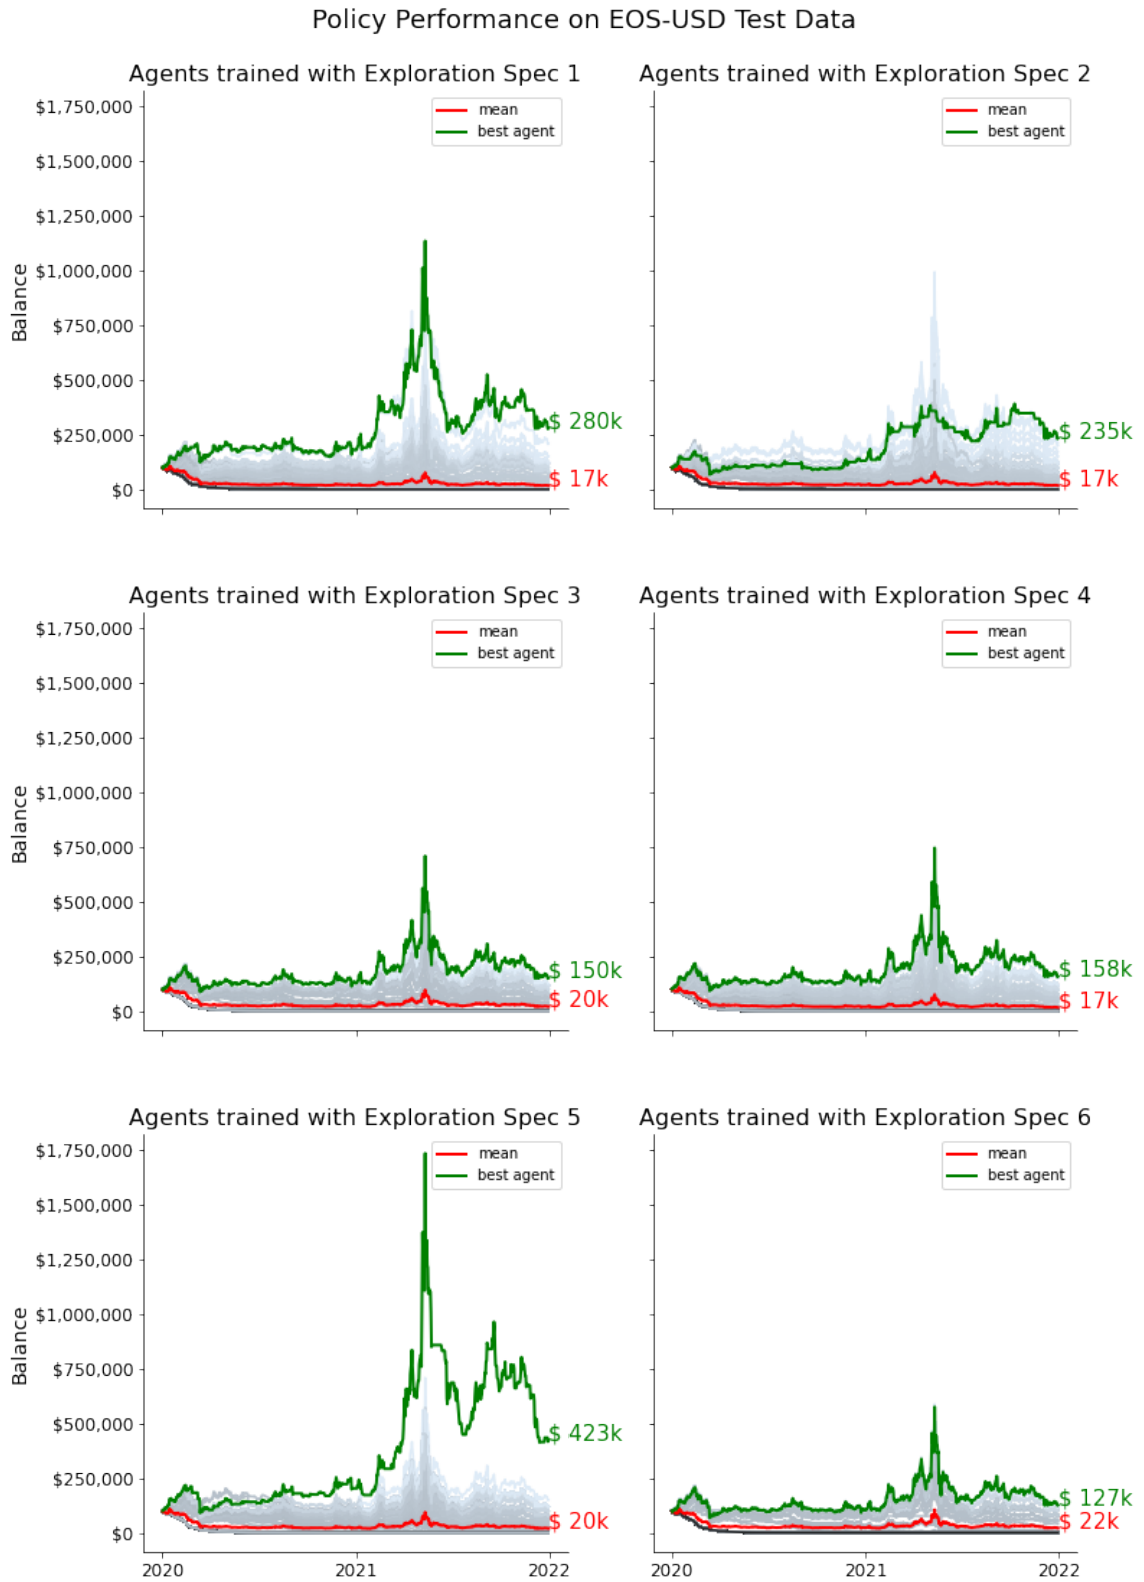 Policy Performance on EOS-USD Test Data
Agents trained with Exploration Spec 1
Agents trained with Exploration Spec 2
$1,750,000
$1,500,000
$1,250,000
$1,000,000
$750,000
$500,000
$250,000
$0
Balance
mean
best agent
$ 280k
$ 17k
mean
best agent
$ 235k
$ 17k
Agents trained with Exploration Spec 3
Agents trained with Exploration Spec 4
$1,750,000
$1,500,000
$1,250,000
$1,000,000
$750,000
$500,000
$250,000
$0
Balance
mean
best agent
$ 150k
$ 20k
mean
best agent
$ 158k
$ 17k
Agents trained with Exploration Spec 5
Agents trained with Exploration Spec 6
$1,750,000
$1,500,000
$1,250,000
$1,000,000
$750,000
$500,000
$250,000
$0
Balance
mean
best agent
$ 423k
$ 20k
mean
best agent
$ 127k
$ 22k
2020
2021
2022
2020
2021
2022